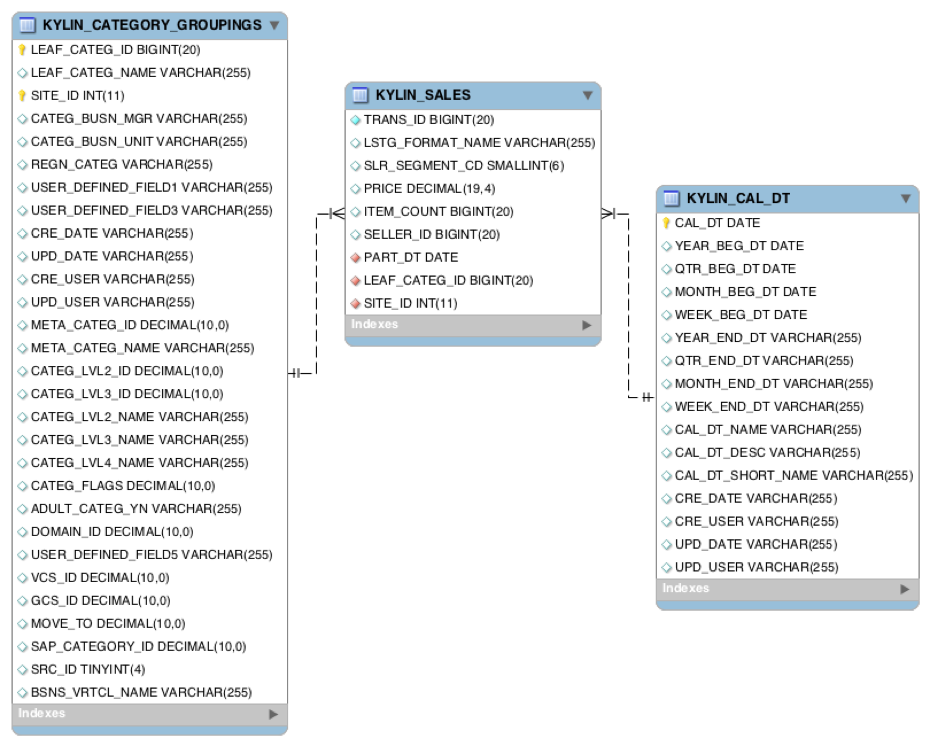 KYLIN_CATEGORY_GROUPINGS
LEAF_CATEG_ID BIGINT(20)
LEAF_CATEG_NAME VARCHAR(255)
SITE_ID INT(11)
CATEG_BUSN_MGR VARCHAR(255)
CATEG_BUSN_UNIT VARCHAR(255)
REGN_CATEG VARCHAR(255)
USER_DEFINED_FIELD1 VARCHAR(255)
USER_DEFINED_FIELD3 VARCHAR(255)
CRE_DATE VARCHAR(255)
UPD_DATE VARCHAR(255)
CRE_USER VARCHAR(255)
UPD_USER VARCHAR(255)
META_CATEG_ID DECIMAL(10,0)
META_CATEG_NAME VARCHAR(255)
CATEG_LVL2_ID DECIMAL(10,0)
CATEG_LVL3_ID DECIMAL(10,0)
CATEG_LVL2_NAME VARCHAR(255)
CATEG_LVL3_NAME VARCHAR(255)
CATEG_LVL4_NAME VARCHAR(255)
CATEG_FLAGS DECIMAL(10,0)
ADULT_CATEG_YN VARCHAR(255)
DOMAIN_ID DECIMAL(10,0)
USER_DEFINED_FIELD5 VARCHAR(255)
VCS_ID DECIMAL(10,0)
GCS_ID DECIMAL(10,0)
MOVE_TO DECIMAL(10,0)
SAP_CATEGORY_ID DECIMAL(10,0)
SRC_ID TINYINT(4)
BSNS_VRTCL_NAME VARCHAR(255)
Indexes
KYLIN_SALES
TRANS_ID BIGINT(20)
LSTG_FORMAT_NAME VARCHAR(255)
SLR_SEGMENT_CD SMALLINT(6)
PRICE DECIMAL(19,4)
ITEM_COUNT BIGINT(20)
SELLER_ID BIGINT(20)
PART_DT DATE
LEAF_CATEG_ID BIGINT(20)
SITE_ID INT(11)
Indexes
KYLIN_CAL_DT
CAL_DT DATE
YEAR_BEG_DT DATE
QTR_BEG_DT DATE
MONTH_BEG_DT DATE
WEEK_BEG_DT DATE
YEAR_END_DT VARCHAR(255)
QTR_END_DT VARCHAR(255)
MONTH_END_DT VARCHAR(255)
WEEK_END_DT VARCHAR(255)
CAL_DT_NAME VARCHAR(255)
CAL_DT_DESC VARCHAR(255)
CAL_DT_SHORT_NAME VARCHAR(255)
CRE_DATE VARCHAR(255)
CRE_USER VARCHAR(255)
UPD_DATE VARCHAR(255)
UPD_USER VARCHAR(255)
Indexes